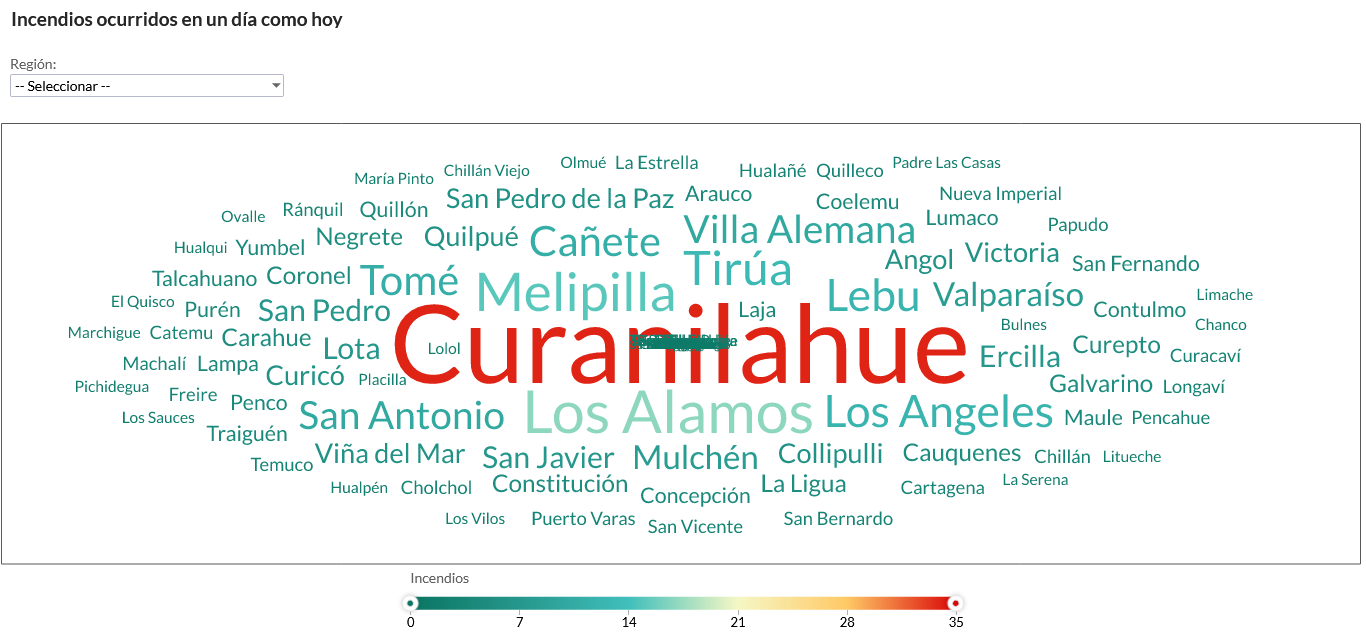 Incendios ocurridos en un día como hoy
Región:
-- Seleccionar --
Olmué La Estrella Hualañé Quilleco Padre Las Casas
María Pinto Chillán Viejo
San Pedro de la Paz Arauco Coelemu Nueva Imperial
Ovalle Ránquil Quillón
Villa Alemana Lumaco Papudo
Hualqui Yumbel Negrete Quilpué Cañete
Angol Victoria San Fernando
Talcahuano Coronel Tomé Melipilla Tirúa
Lebu Valparaíso Limache
El Quisco Purén San Pedro Laja Contulmo
Marchigue Catemu Carahue Curanilahue Bulnes Chanco
Lota Lolol Ercilla Curepto Curacaví
Machalí Lampa
Pichidegua Curicó Placilla Galvarino Longaví
Freire Penco
Los Sauces San Antonio Los Alamos Los Angeles Maule Pencahue
Traiguén
Temuco Viña del Mar San Javier Mulchén Collipulli Cauquenes Chillán Litueche
Hualpén Cholchol Constitución Concepción La Ligua Cartagena La Serena
Los Vilos Puerto Varas San Vicente San Bernardo
Incendios
0 7 14 21 28 35